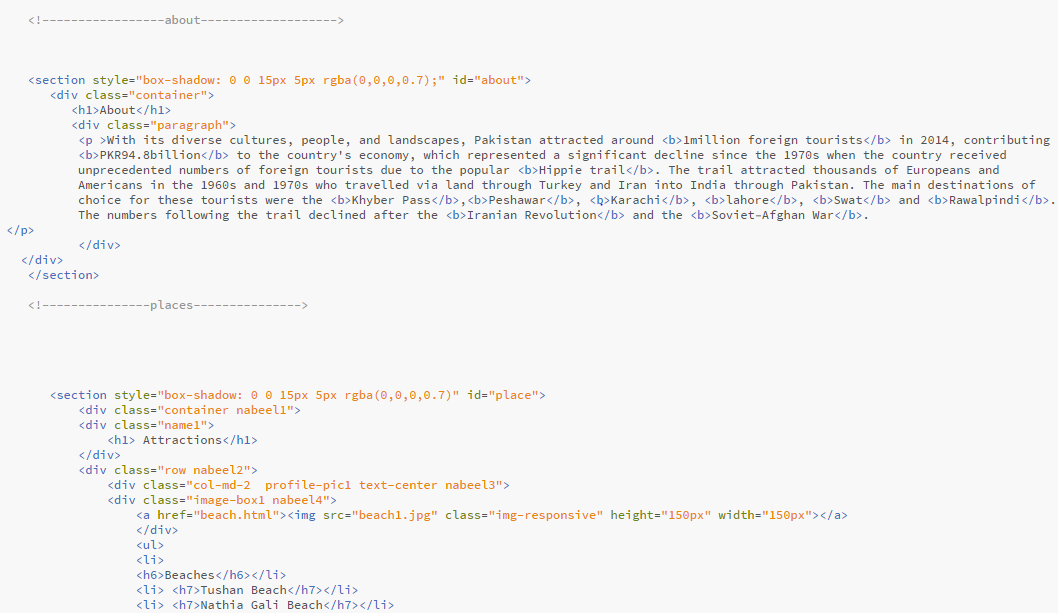 <!-----------------about------------------->
<section style="box-shadow: 0 0 15px 5px rgba(0,0,0,0.7);" id="about">
<div class="container">
<h1>About</h1>
<div class="paragraph">
<p >With its diverse cultures, people, and landscapes, Pakistan attracted around <b>1million foreign tourists</b> in 2014, contributing
<b>PKR94.8billion</b> to the country's economy, which represented a significant decline since the 1970s when the country received
unprecedented numbers of foreign tourists due to the popular <b>Hippie trail</b>. The trail attracted thousands of Europeans and
Americans in the 1960s and 1970s who travelled via land through Turkey and Iran into India through Pakistan. The main destinations of
choice for these tourists were the <b>Khyber Pass</b>,<b>Peshawar</b>, <b>Karachi</b>, <b>lahore</b>, <b>Swat</b> and <b>Rawalpindi</b>.
The numbers following the trail declined after the <b>Iranian Revolution</b> and the <b>Soviet–Afghan War</b>.
</p>
</div>
</div>
</section>
<!---------------places--------------->
<section style="box-shadow: 0 0 15px 5px rgba(0,0,0,0.7)" id="place">
<div class="container nabeel1">
<div class="name1">
<h1> Attractions</h1>
</div>
<div class="row nabeel2">
<div class="col-md-2  profile-pic1 text-center nabeel3">
<div class="image-box1 nabeel4">
<a href="beach.html"><img src="beach1.jpg" class="img-responsive" height="150px" width="150px"></a>
</div>
<ul>
<li>
<h6>Beaches</h6></li>
<li> <h7>Tushan Beach</h7></li>
<li> <h7>Nathia Gali Beach</h7></li>